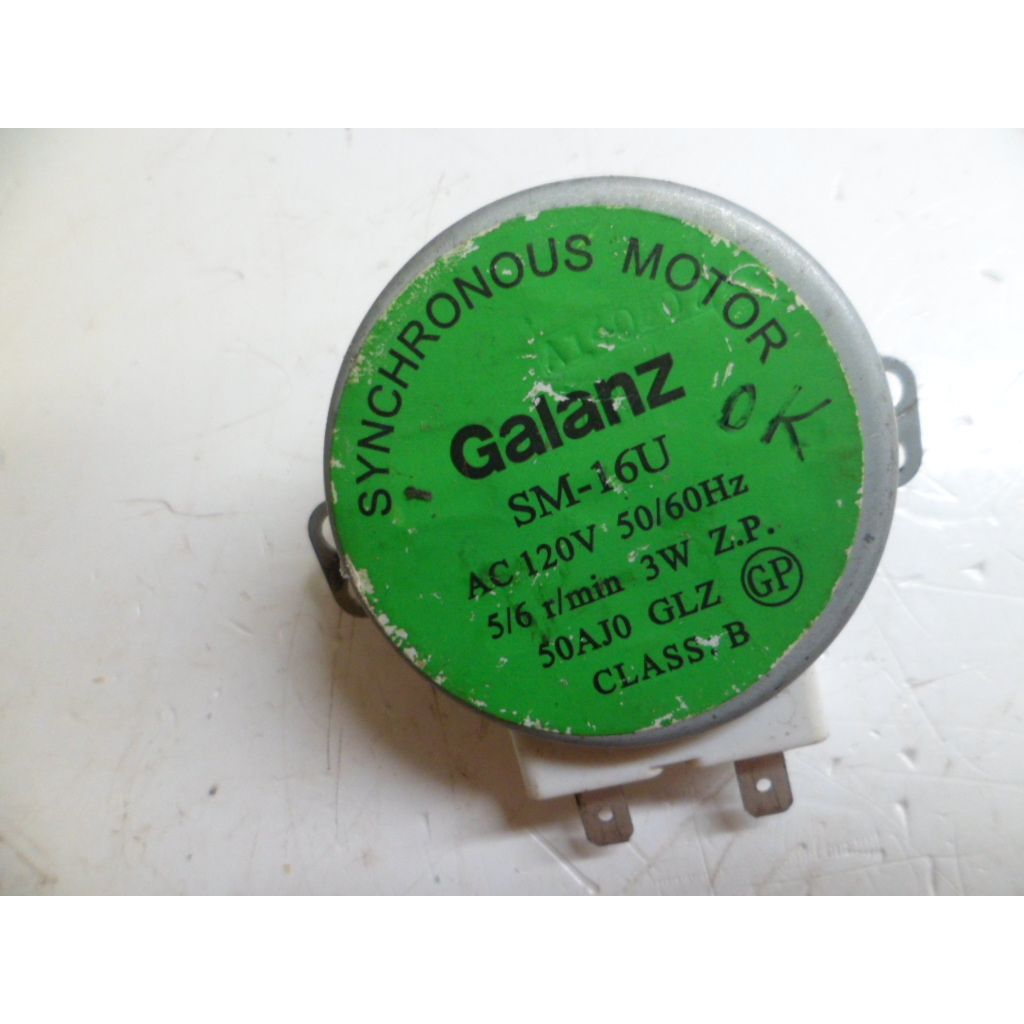 SYNCHRONOUS MOTOR
Galanz
OK
SM-16U
AC 120V 50/60Hz
5/6 r/min 3W Z.P.
50AJ0 GLZ GP
CLASS: B